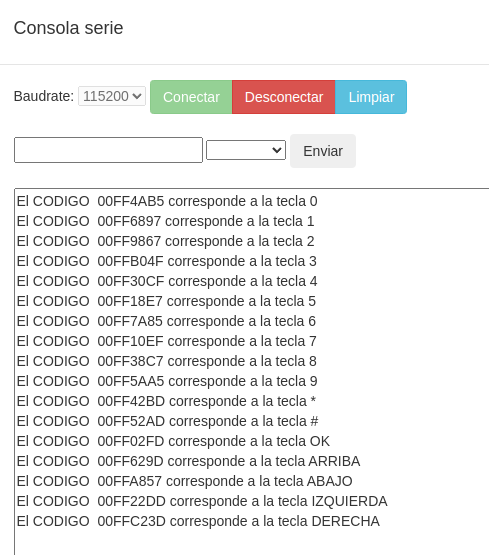 Consola serie
Baudrate: 115200 Conectar Desconectar Limpiar
Enviar
El CODIGO  00FF4AB5 corresponde a la tecla 0
El CODIGO  00FF6897 corresponde a la tecla 1
El CODIGO  00FF9867 corresponde a la tecla 2
El CODIGO  00FFB04F corresponde a la tecla 3
El CODIGO  00FF30CF corresponde a la tecla 4
El CODIGO  00FF18E7 corresponde a la tecla 5
El CODIGO  00FF7A85 corresponde a la tecla 6
El CODIGO  00FF10EF corresponde a la tecla 7
El CODIGO  00FF38C7 corresponde a la tecla 8
El CODIGO  00FF5AA5 corresponde a la tecla 9
El CODIGO  00FF42BD corresponde a la tecla *
El CODIGO  00FF52AD corresponde a la tecla #
El CODIGO  00FF02FD corresponde a la tecla OK
El CODIGO  00FF629D corresponde a la tecla ARRIBA
El CODIGO  00FFA857 corresponde a la tecla ABAJO
El CODIGO  00FF22DD corresponde a la tecla IZQUIERDA
El CODIGO  00FFC23D corresponde a la tecla DERECHA